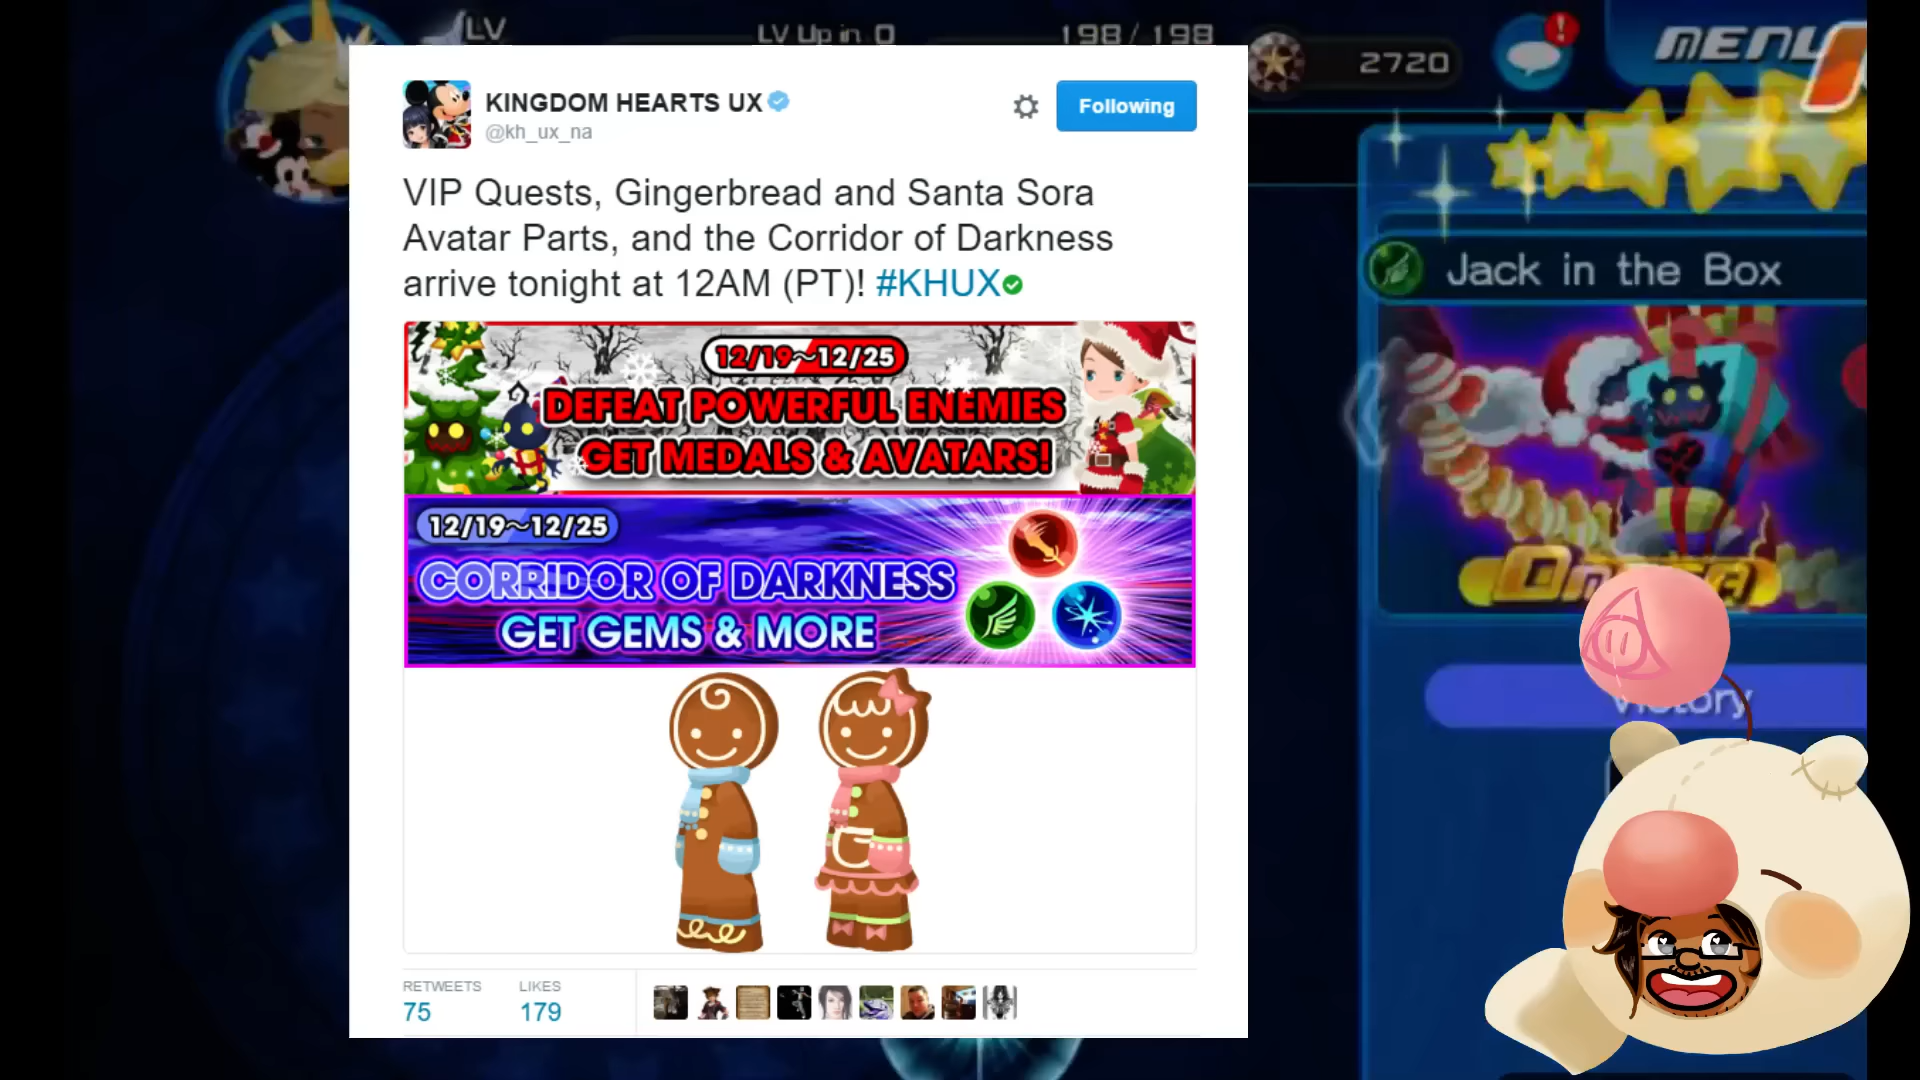 LV
LV Up in 0
198 / 198
2720
MENU
KINGDOM HEARTS UX
@kh_ux_na
Following
VIP Quests, Gingerbread and Santa Sora
Avatar Parts, and the Corridor of Darkness
arrive tonight at 12AM (PT)! #KHUX
12/19~12/25
DEFEAT POWERFUL ENEMIES
GET MEDALS & AVATARS!
12/19~12/25
CORRIDOR OF DARKNESS
GET GEMS & MORE
RETWEETS
75
LIKES
179
Jack in the Box
Victory